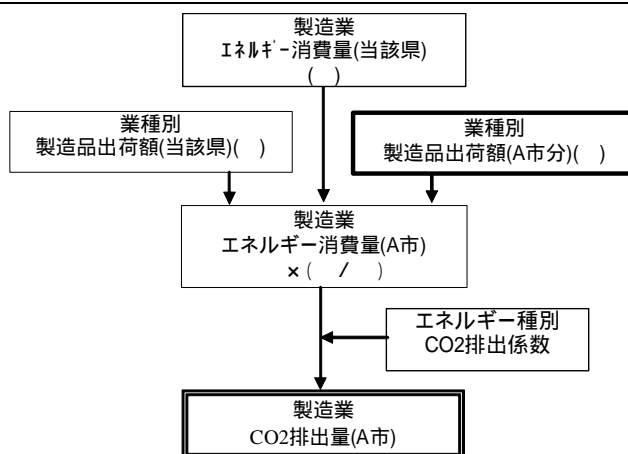 製造業
エネルギー消費量(当該県)
(　)
業種別
製造品出荷額(当該県)(　)
業種別
製造品出荷額(A市分)(　)
製造業
エネルギー消費量(A市)
×(　/　)
エネルギー種別
CO2排出係数
製造業
CO2排出量(A市)